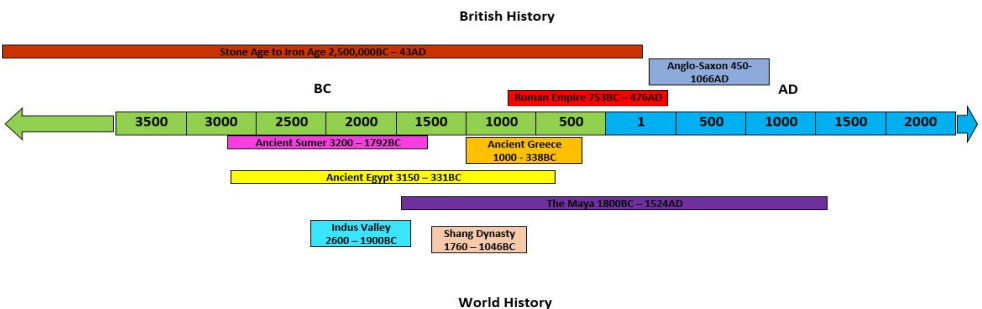 British History
Stone Age to Iron Age 2,500,000BC – 43AD
Anglo-Saxon 450-
1066AD
BC
AD
Roman Empire 753BC – 476AD
3500 3000 2500 2000 1500 1000 500 1 500 1000 1500 2000
Ancient Sumer 3200 – 1792BC
Ancient Greece
1000 - 338BC
Ancient Egypt 3150 – 331BC
The Maya 1800BC – 1524AD
Indus Valley
2600 – 1900BC
Shang Dynasty
1760 – 1046BC
World History